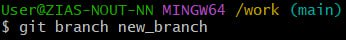 User@ZIAS-NOUT-NN MINGW64 /work (main)
$ git branch new_branch